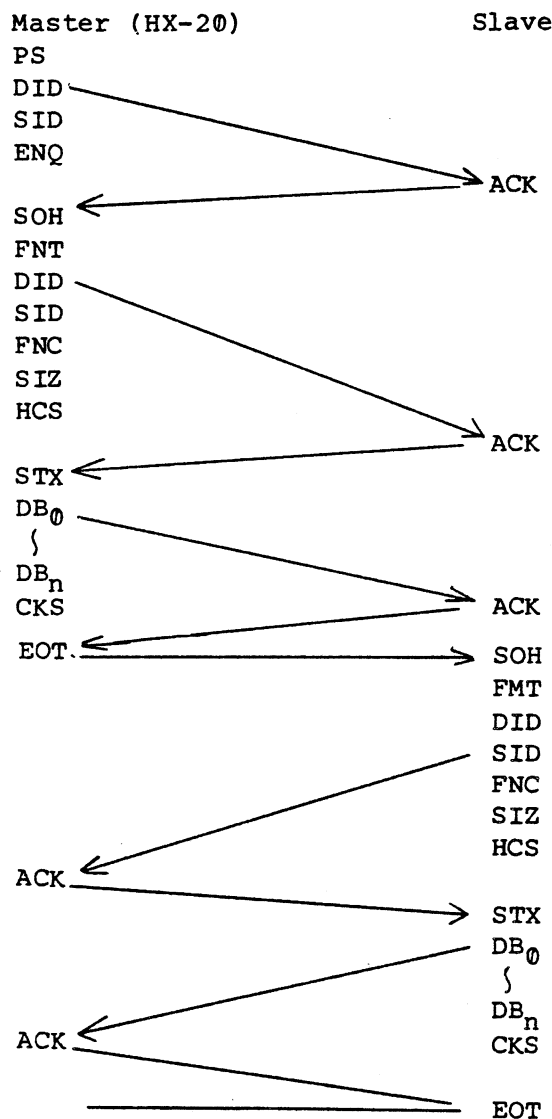 Master (HX-20) Slave
PS
DID
SID
ENQ
ACK
SOH
FNT
DID
SID
FNC
SIZ
HCS
ACK
STX
DB0
DBn
CKS
ACK
EOT SOH
FMT
DID
SID
FNC
SIZ
HCS
ACK
STX
DB0
DBn
ACK
CKS
EOT